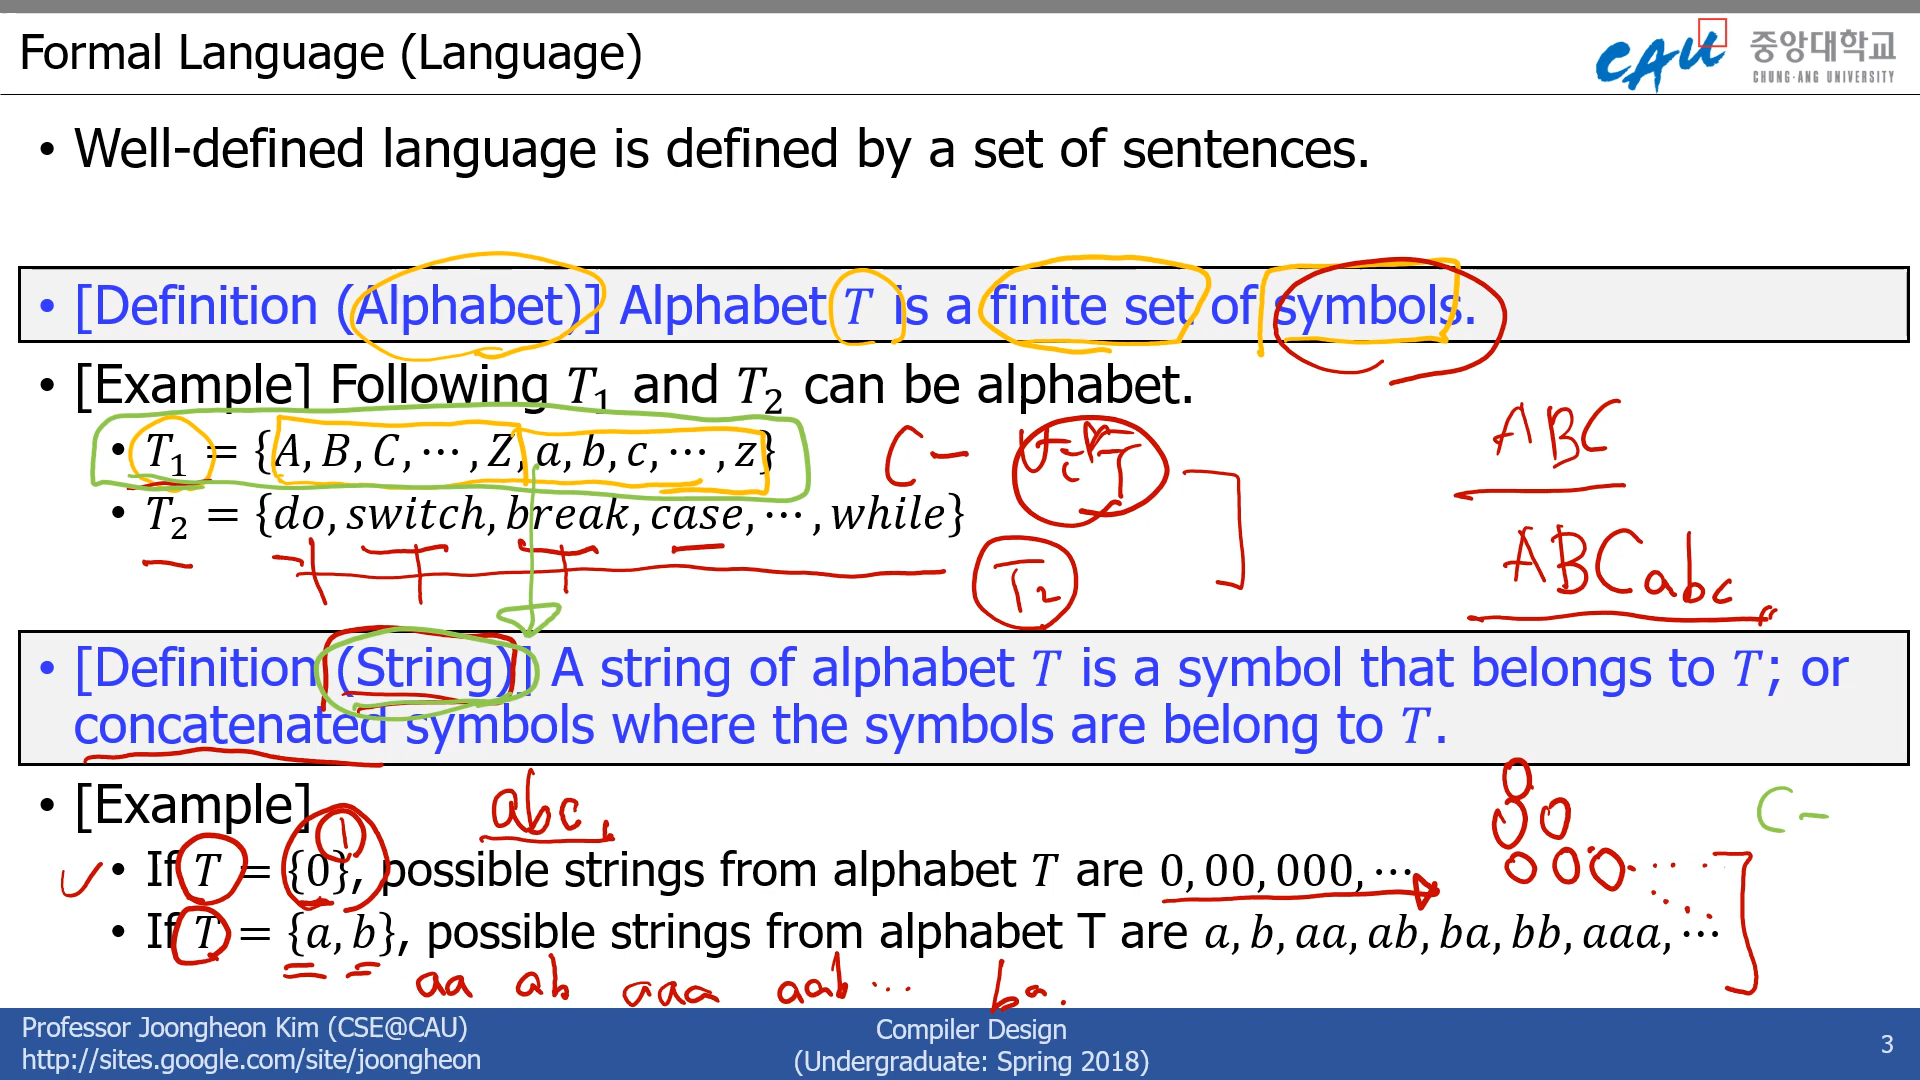 Formal Language (Language)
CAU 중앙대학교
CHUNG-ANG UNIVERSITY
• Well-defined language is defined by a set of sentences.
• [Definition (Alphabet)] Alphabet T is a finite set of symbols.
• [Example] Following T₁ and T₂ can be alphabet.
• T₁ = {A, B, C, ⋯ , Z, a, b, c, ⋯ , z}
C-
ABC
• T₂ = {do, switch, break, case, ⋯ , while}
T₂
ABCabc
• [Definition (String)] A string of alphabet T is a symbol that belongs to T; or
concatenated symbols where the symbols are belong to T.
• [Example]
abc,
0
00
000
C-
• If T = {0}, possible strings from alphabet T are 0, 00, 000, ⋯
1
• If T = {a, b}, possible strings from alphabet T are a, b, aa, ab, ba, bb, aaa, ⋯
aa ab aaa aab ⋯ ba.
Professor Joongheon Kim (CSE@CAU)
http://sites.google.com/site/joongheon
Compiler Design
(Undergraduate: Spring 2018)
3